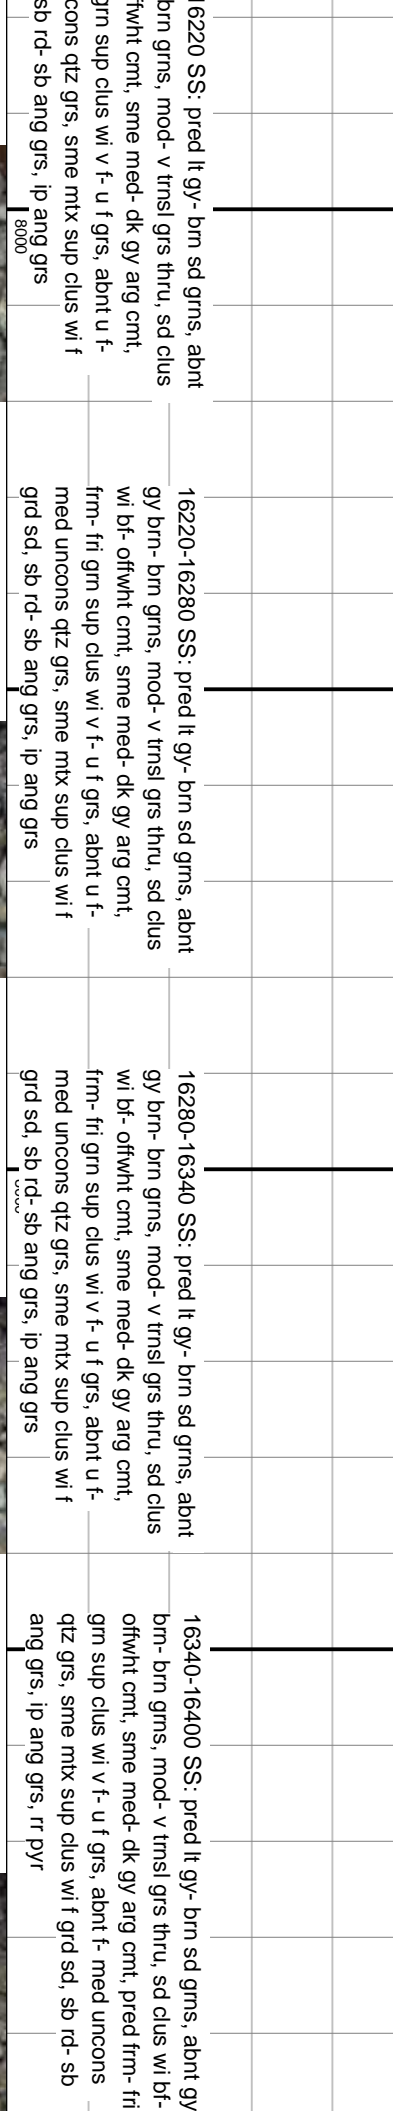 16220 SS: pred lt gy- brn sd grns, abnt
brn grns, mod- v trnsl grs thru, sd clus
ffwht cmt, sme med- dk gy arg cmt,
grn sup clus wi v f- u f grs, abnt u f-
cons qtz grs, sme mtx sup clus wi f
sb rd- sb ang grs, ip ang grs
8000
16220-16280 SS: pred lt gy- brn sd grns, abnt
gy brn- brn grns, mod- v trnsl grs thru, sd clus
wi bf- offwht cmt, sme med- dk gy arg cmt,
frm- fri grn sup clus wi v f- u f grs, abnt u f-
med uncons qtz grs, sme mtx sup clus wi f
grd sd, sb rd- sb ang grs, ip ang grs
16280-16340 SS: pred lt gy- brn sd grns, abnt
gy brn- brn grns, mod- v trnsl grs thru, sd clus
wi bf- offwht cmt, sme med- dk gy arg cmt,
frm- fri grn sup clus wi v f- u f grs, abnt u f-
med uncons qtz grs, sme mtx sup clus wi f
grd sd, sb rd- sb ang grs, ip ang grs
16340-16400 SS: pred lt gy- brn sd grns, abnt gy
brn- brn grns, mod- v trnsl grs thru, sd clus wi bf-
offwht cmt, sme med- dk gy arg cmt, pred frm- fri
grn sup clus wi v f- u f grs, abnt f- med uncons
qtz grs, sme mtx sup clus wi f grd sd, sb rd- sb
ang grs, ip ang grs, rr pyr